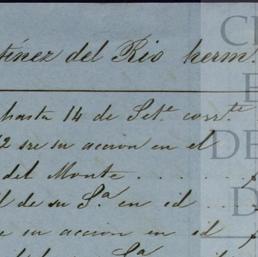 tínez del Rio herm.
hasta 14 de Set.e corr.te
2 su accion en el
del Monte
l de su S.a en id
e su accion en id